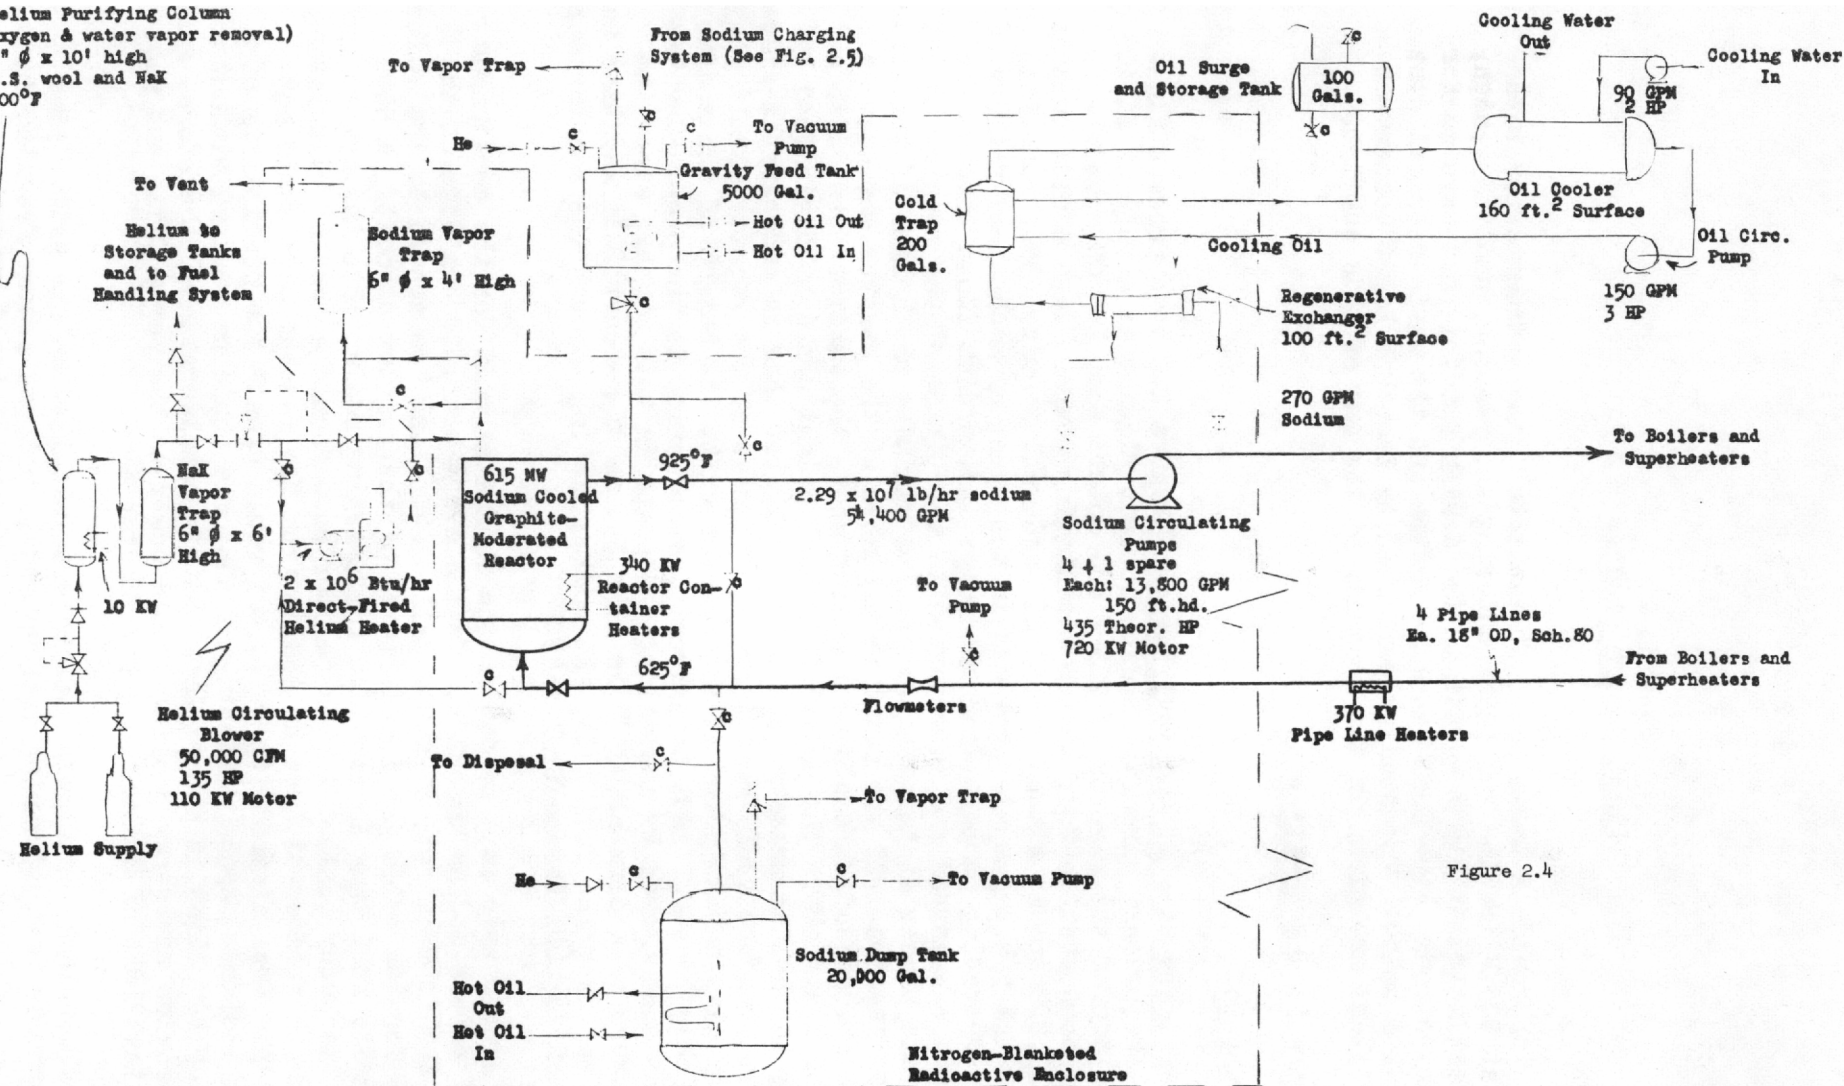 elium Purifying Column
xygen & water vapor removal)
" ϕ x 10' high
.S. wool and NaK
00°F
To Vapor Trap
From Sodium Charging
System (See Fig. 2.5)
He
c
c
To Vacuum
Pump
Gravity Feed Tank
5000 Gal.
Hot Oil Out
Hot Oil In
c
To Vent
Helium to
Storage Tanks
and to Fuel
Handling System
Sodium Vapor
Trap
6" ϕ x 4' High
c
Oil Surge
and Storage Tank
100
Gals.
c
c
Cooling Water
Out
Cooling Water
In
90 GPM
2 HP
Oil Cooler
160 ft.² Surface
Cold
Trap
200
Gals.
Cooling Oil
Oil Circ.
Pump
150 GPM
3 HP
Regenerative
Exchanger
100 ft.² Surface
270 GPM
Sodium
NaK
Vapor
Trap
6" ϕ x 6'
High
10 KW
c
c
2 x 10⁶ Btu/hr
Direct-Fired
Helium Heater
615 MW
Sodium Cooled
Graphite-
Moderated
Reactor
340 KW
Reactor Con-
tainer
Heaters
c
925°F
c
2.29 x 10⁷ lb/hr sodium
54,400 GPM
To Boilers and
Superheaters
Sodium Circulating
Pumps
4 + 1 spare
Each: 13,800 GPM
150 ft.hd.
435 Theor. HP
720 KW Motor
To Vacuum
Pump
c
4 Pipe Lines
Ea. 18" OD, Sch.80
From Boilers and
Superheaters
c
625°F
Flowmeters
370 KW
Pipe Line Heaters
Helium Circulating
Blower
50,000 CFM
135 HP
110 KW Motor
Helium Supply
c
To Disposal
c
To Vapor Trap
He
c
c
To Vacuum Pump
Sodium Dump Tank
20,000 Gal.
Hot Oil
Out
Hot Oil
In
Figure 2.4
Nitrogen-Blanketed
Radioactive Enclosure